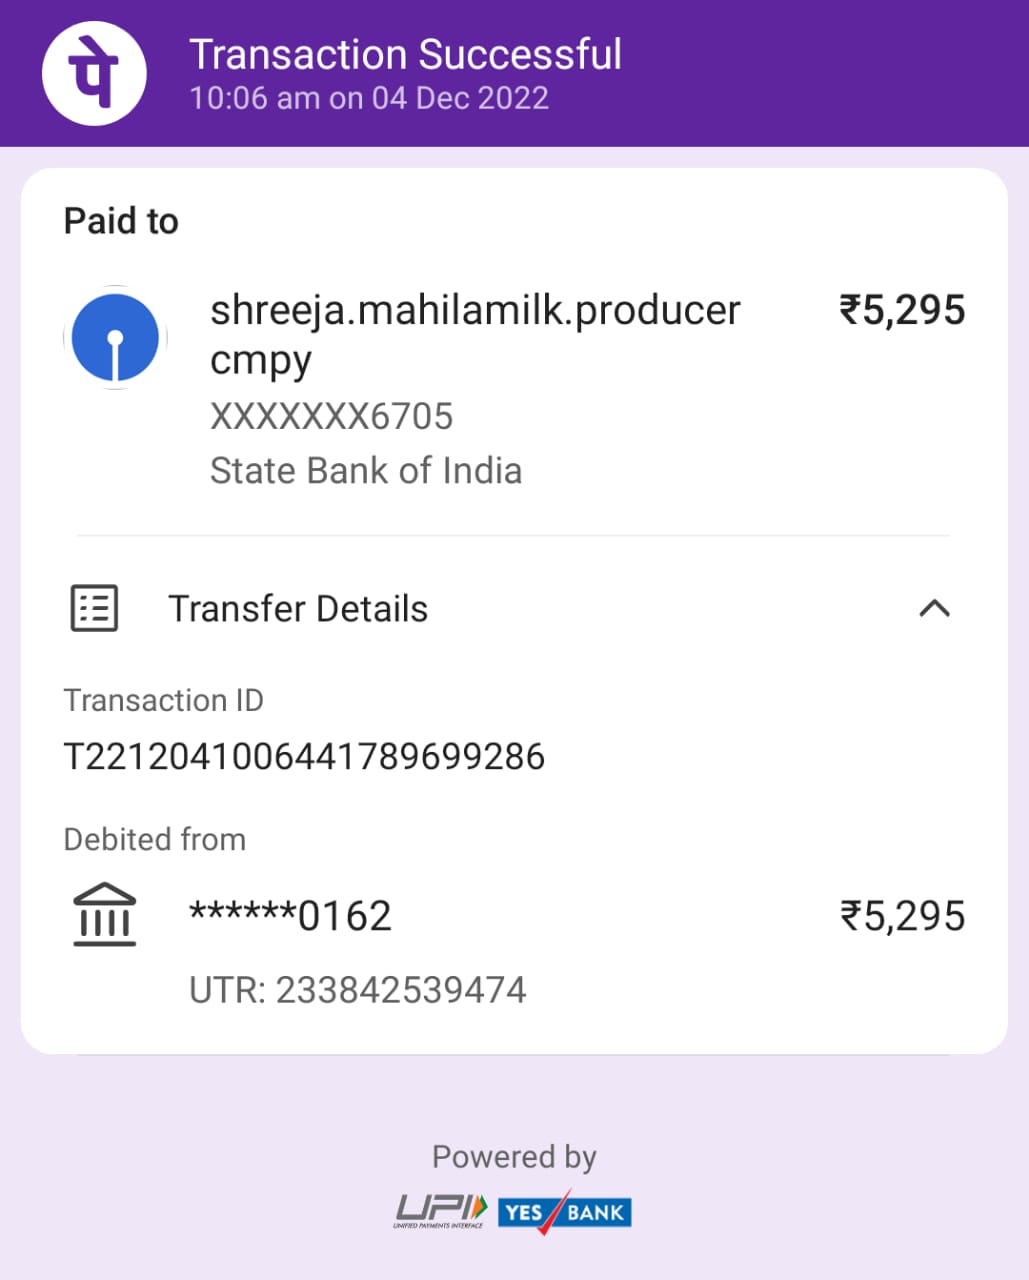 पे
Transaction Successful
10:06 am on 04 Dec 2022
Paid to
shreeja.mahilamilk.producer ₹5,295
cmpy
XXXXXXX6705
State Bank of India
Transfer Details
Transaction ID
T2212041006441789699286
Debited from
******0162 ₹5,295
UTR: 233842539474
Powered by
UPI YES BANK
UNIFIED PAYMENTS INTERFACE